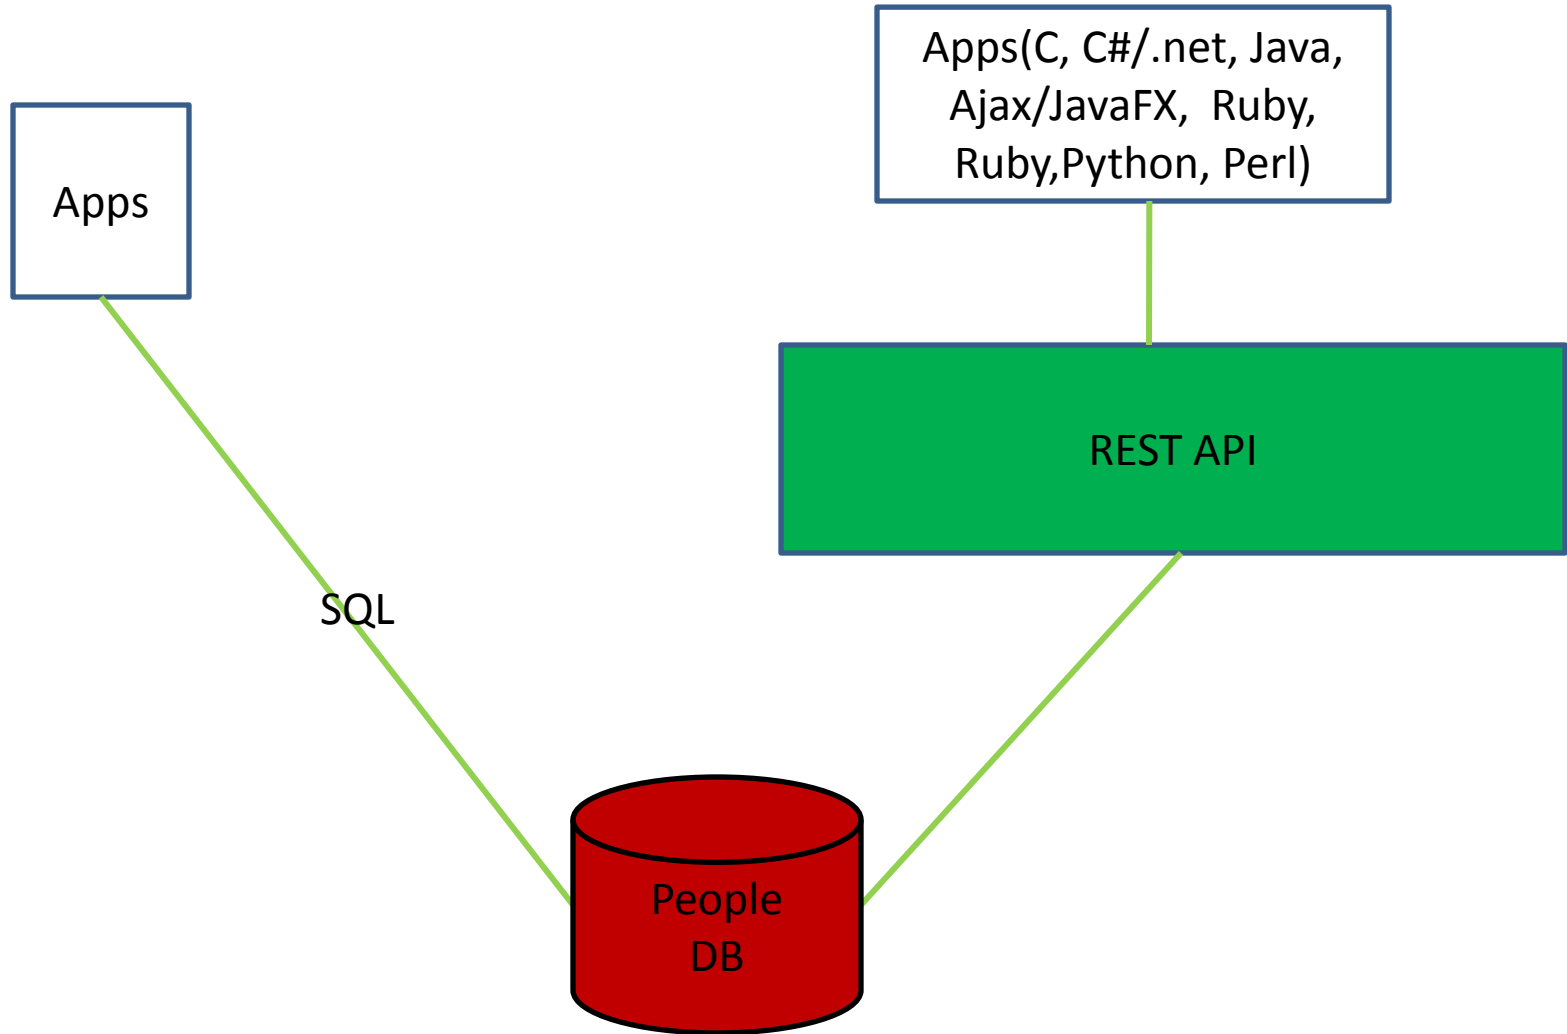 Apps(C, C#/.net, Java,
Ajax/JavaFX, Ruby,
Ruby,Python, Perl)
Apps
REST API
SQL
People
DB